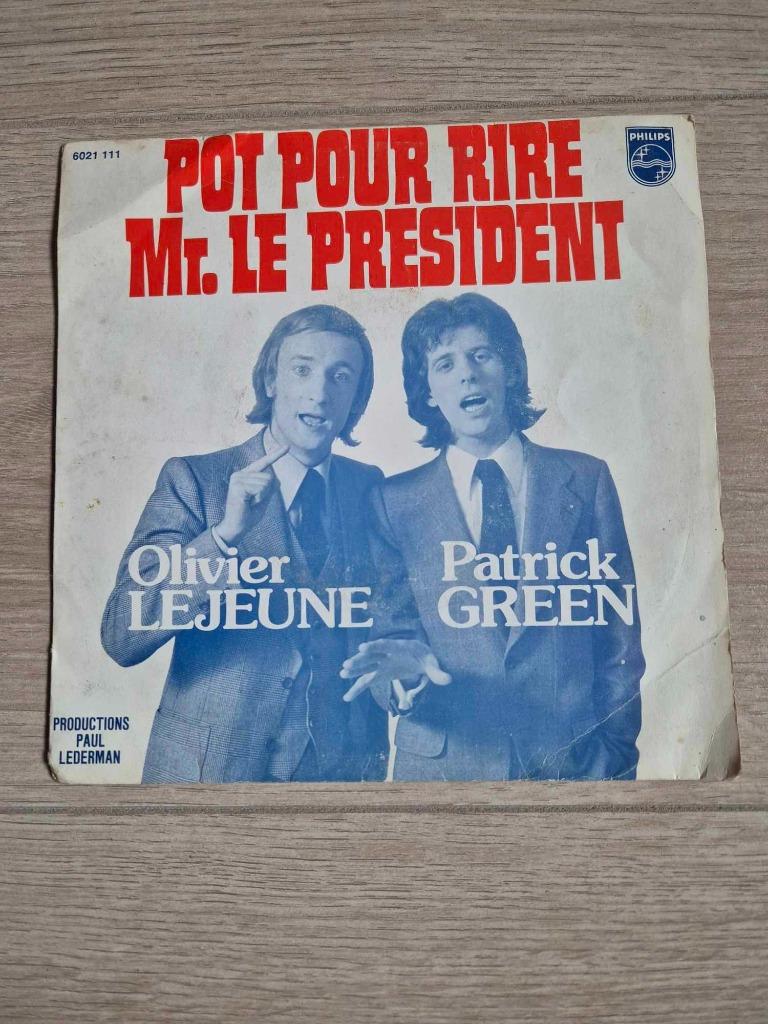 6021 111
PHILIPS
POT POUR RIRE
Mr. LE PRESIDENT
Olivier
LEJEUNE
Patrick
GREEN
PRODUCTIONS
PAUL
LEDERMAN